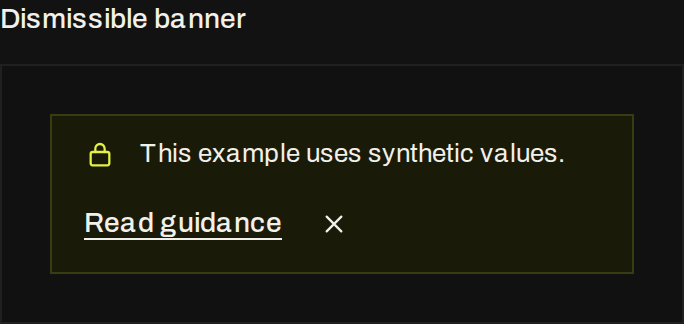 Dismissible banner
This example uses synthetic values.
Read guidance